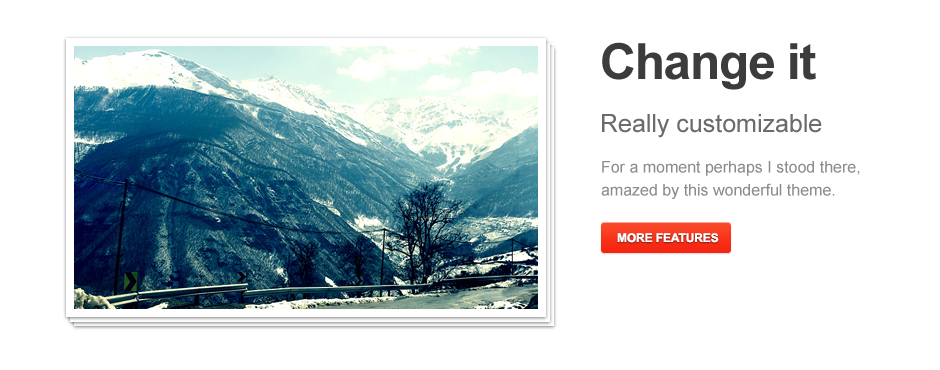 Change it
Really customizable
For a moment perhaps I stood there,
amazed by this wonderful theme.
MORE FEATURES